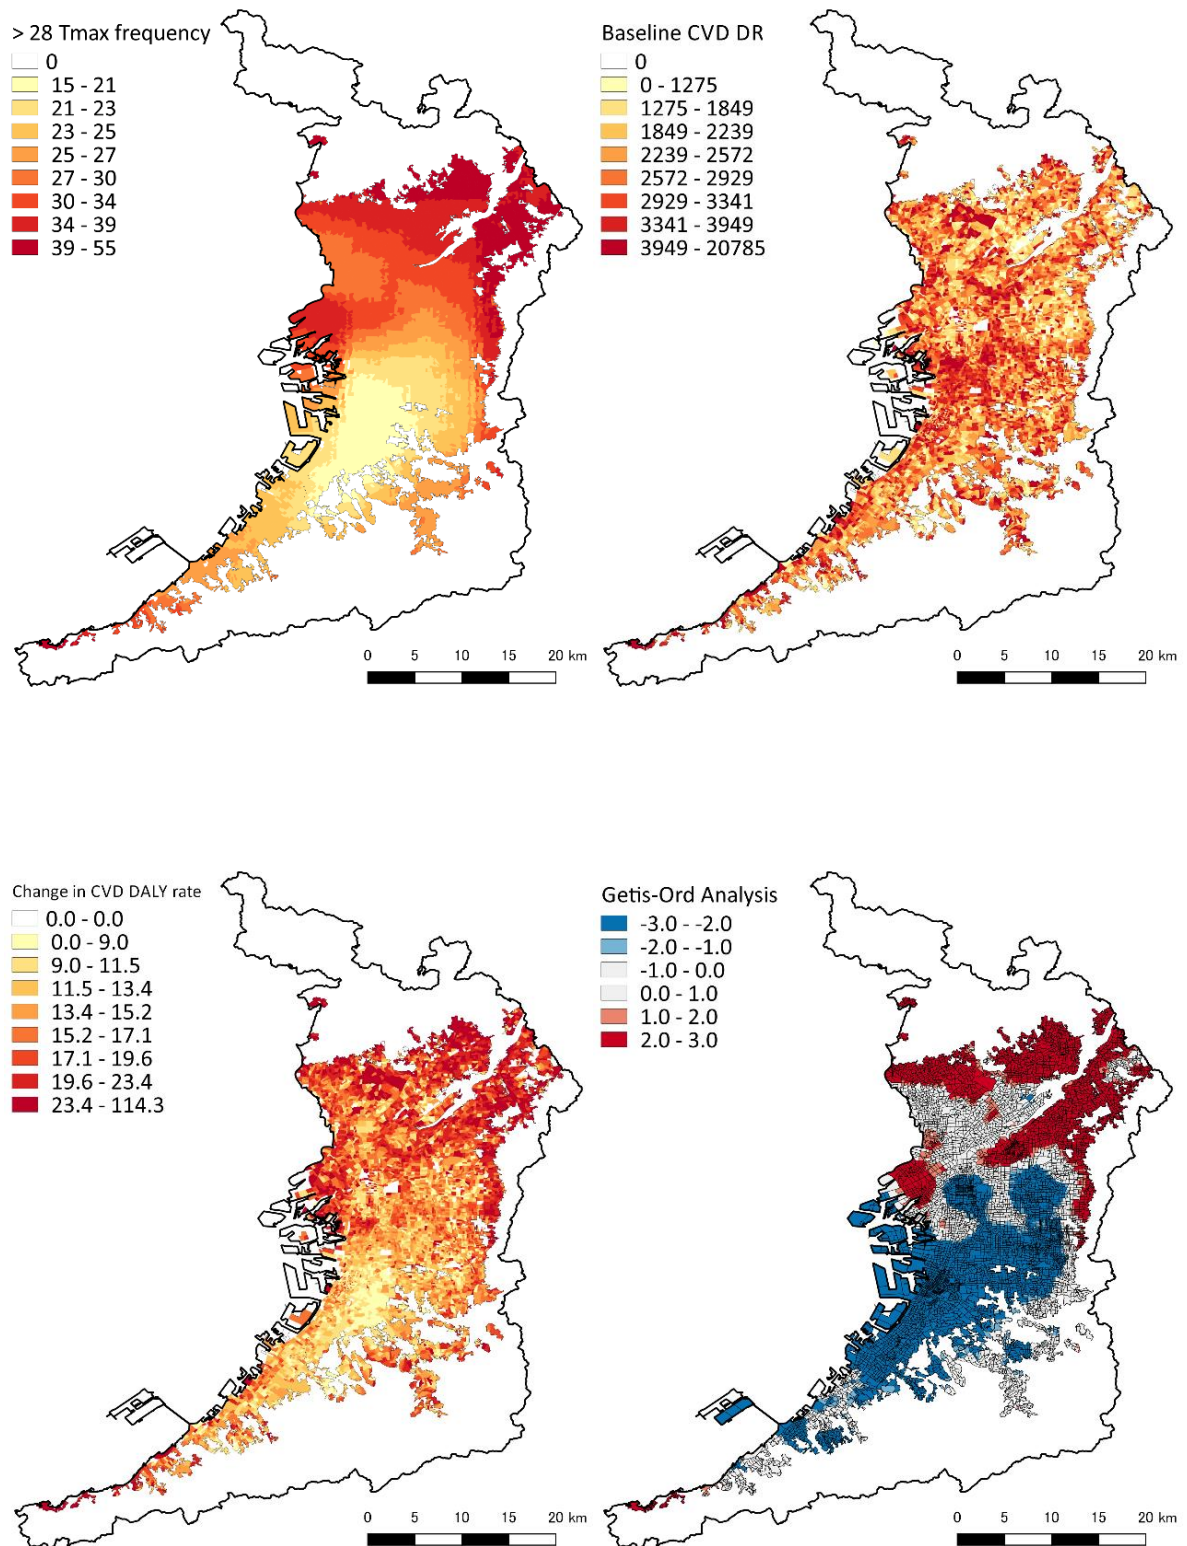 > 28 Tmax frequency
0
15 - 21
21 - 23
23 - 25
25 - 27
27 - 30
30 - 34
34 - 39
39 - 55
0 5 10 15 20 km
Baseline CVD DR
0
0 - 1275
1275 - 1849
1849 - 2239
2239 - 2572
2572 - 2929
2929 - 3341
3341 - 3949
3949 - 20785
0 5 10 15 20 km
Change in CVD DALY rate
0.0 - 0.0
0.0 - 9.0
9.0 - 11.5
11.5 - 13.4
13.4 - 15.2
15.2 - 17.1
17.1 - 19.6
19.6 - 23.4
23.4 - 114.3
0 5 10 15 20 km
Getis-Ord Analysis
-3.0 - -2.0
-2.0 - -1.0
-1.0 - 0.0
0.0 - 1.0
1.0 - 2.0
2.0 - 3.0
0 5 10 15 20 km